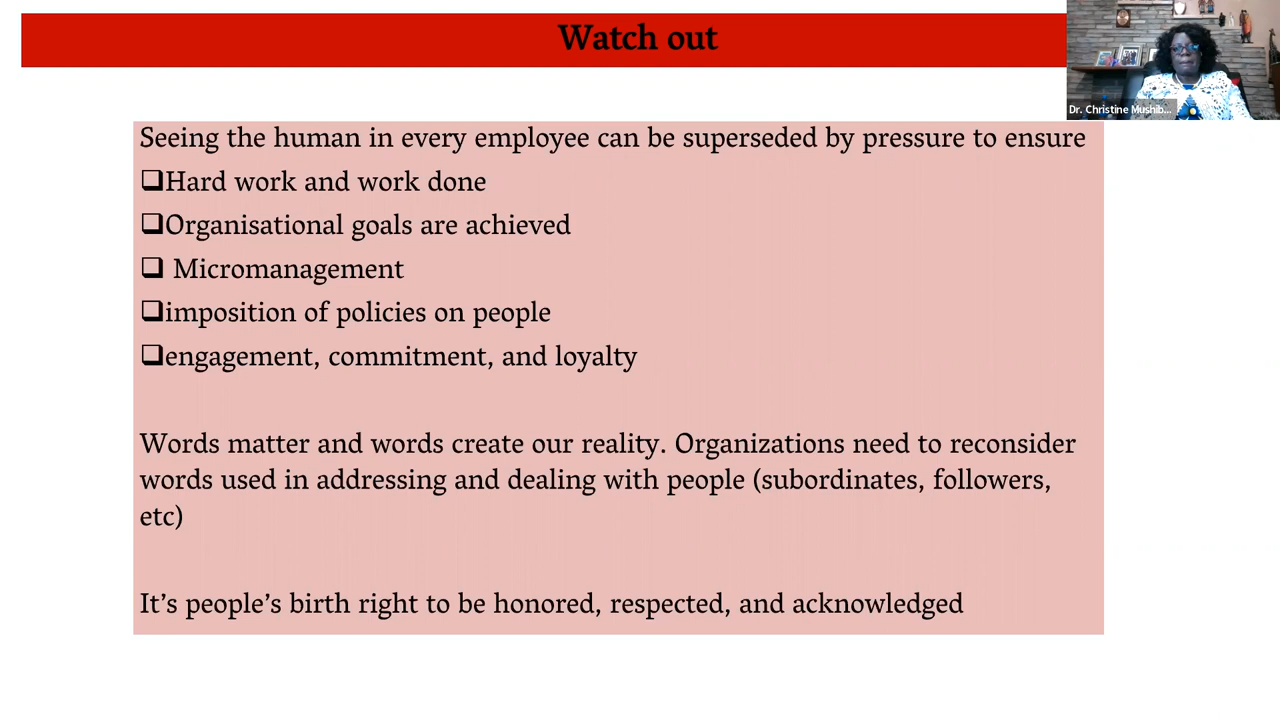 Watch out
Dr. Christine Mushib...
Seeing the human in every employee can be superseded by pressure to ensure
❑Hard work and work done
❑Organisational goals are achieved
❑ Micromanagement
❑imposition of policies on people
❑engagement, commitment, and loyalty
Words matter and words create our reality. Organizations need to reconsider
words used in addressing and dealing with people (subordinates, followers,
etc)
It's people's birth right to be honored, respected, and acknowledged